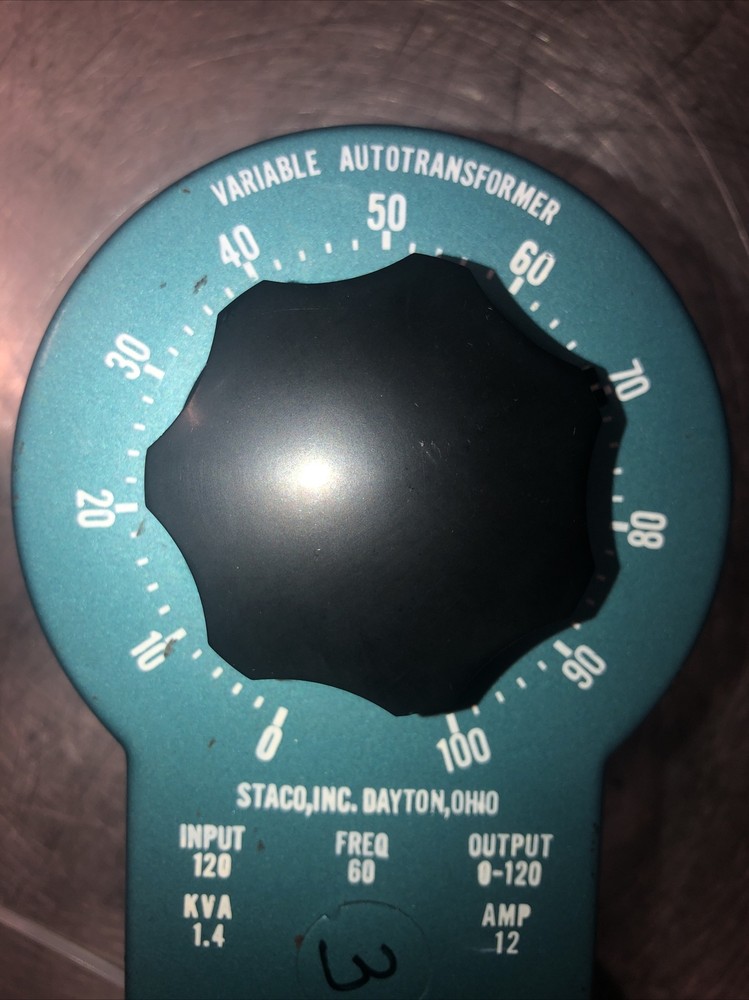 VARIABLE AUTOTRANSFORMER
0
10
20
30
40
50
60
70
80
90
100
STACO,INC. DAYTON,OHIO
INPUT FREQ OUTPUT
120 60 0-120
KVA AMP
1.4 12
3